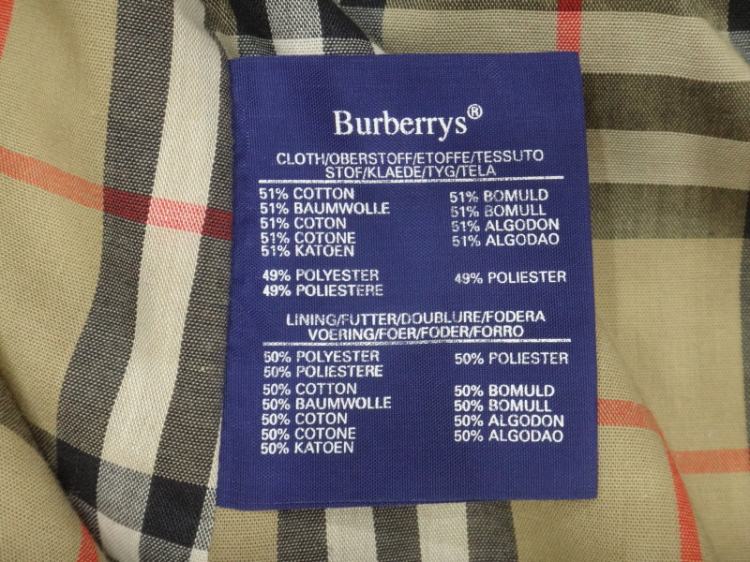 Burberrys®
CLOTH/OBERSTOFF/ETOFFE/TESSUTO
STOF/KLAEDE/TYG/TELA
51% COTTON 51% BOMULD
51% BAUMWOLLE 51% BOMULL
51% COTON 51% ALGODON
51% COTONE 51% ALGODAO
51% KATOEN
49% POLYESTER 49% POLIESTER
49% POLIESTERE
LINING/FUTTER/DOUBLURE/FODERA
VOERING/FOER/FODER/FORRO
50% POLYESTER 50% POLIESTER
50% POLIESTERE
50% COTTON 50% BOMULD
50% BAUMWOLLE 50% BOMULL
50% COTON 50% ALGODON
50% COTONE 50% ALGODAO
50% KATOEN